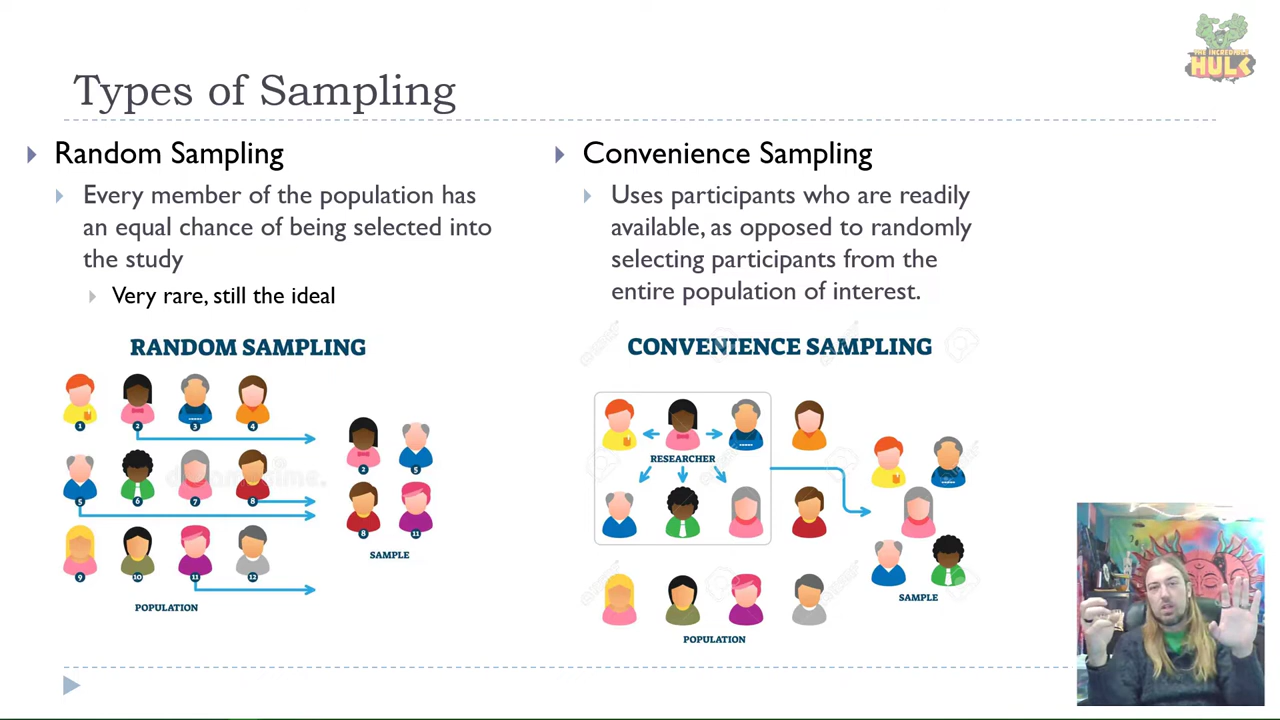 THE INCREDIBLE
HULK
Types of Sampling
Random Sampling
Every member of the population has
an equal chance of being selected into
the study
Very rare, still the ideal
RANDOM SAMPLING
1
2
3
4
5
6
7
8
9
10
11
12
POPULATION
2
5
8
11
SAMPLE
Convenience Sampling
Uses participants who are readily
available, as opposed to randomly
selecting participants from the
entire population of interest.
CONVENIENCE SAMPLING
RESEARCHER
POPULATION
SAMPLE